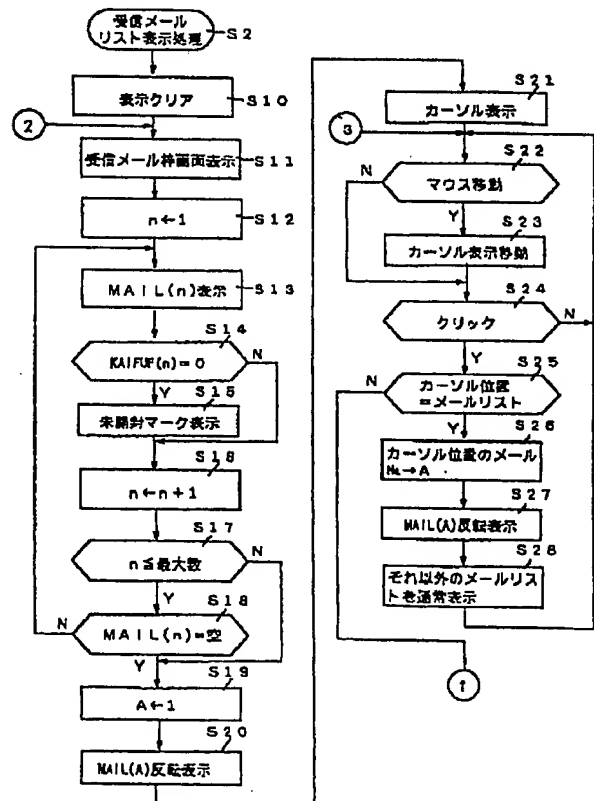 受信メール
リスト表示処理
S2
表示クリア
S10
2
受信メール枠画面表示
S11
n←1
S12
MAIL(n)表示
S13
S14
KAIFUF(n)=0
N
Y
S15
未開封マーク表示
S16
n←n+1
S17
n≦最大数
N
Y
S18
N
MAIL(n)=空
Y
S19
A←1
S20
MAIL(A)反転表示
S21
カーソル表示
3
S22
N
マウス移動
Y
S23
カーソル表示移動
S24
クリック
N
Y
S25
N
カーソル位置
=メールリスト
Y
S26
カーソル位置のメール
№→A
S27
MAIL(A)反転表示
S28
それ以外のメールリス
トを通常表示
1